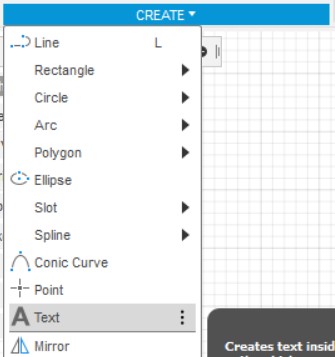 CREATE
Line L
Rectangle
Circle
Arc
Polygon
Ellipse
Slot
Spline
Conic Curve
Point
Text
Mirror
Creates text insid